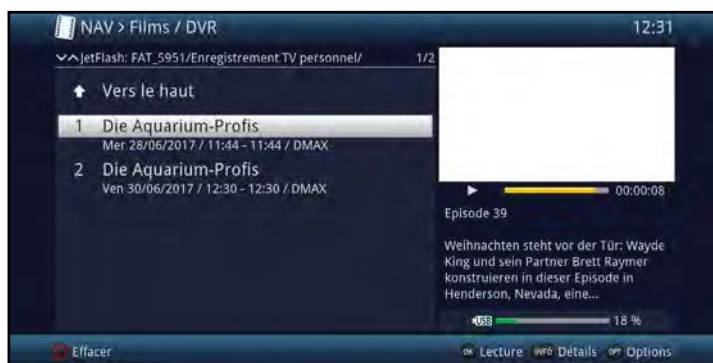 NAV > Films / DVR 12:31
JetFlash: FAT_5951/Enregistrement TV personnel/ 1/2
Vers le haut
1 Die Aquarium-Profis
Mer 28/06/2017 / 11:44 - 11:44 / DMAX
2 Die Aquarium-Profis
Ven 30/06/2017 / 12:30 - 12:30 / DMAX
00:00:08
Episode 39
Weihnachten steht vor der Tür: Wayde
King und sein Partner Brett Raymer
konstruieren in dieser Episode in
Henderson, Nevada, eine...
USB 18 %
Effacer OK Lecture INFO Détails OPT Options